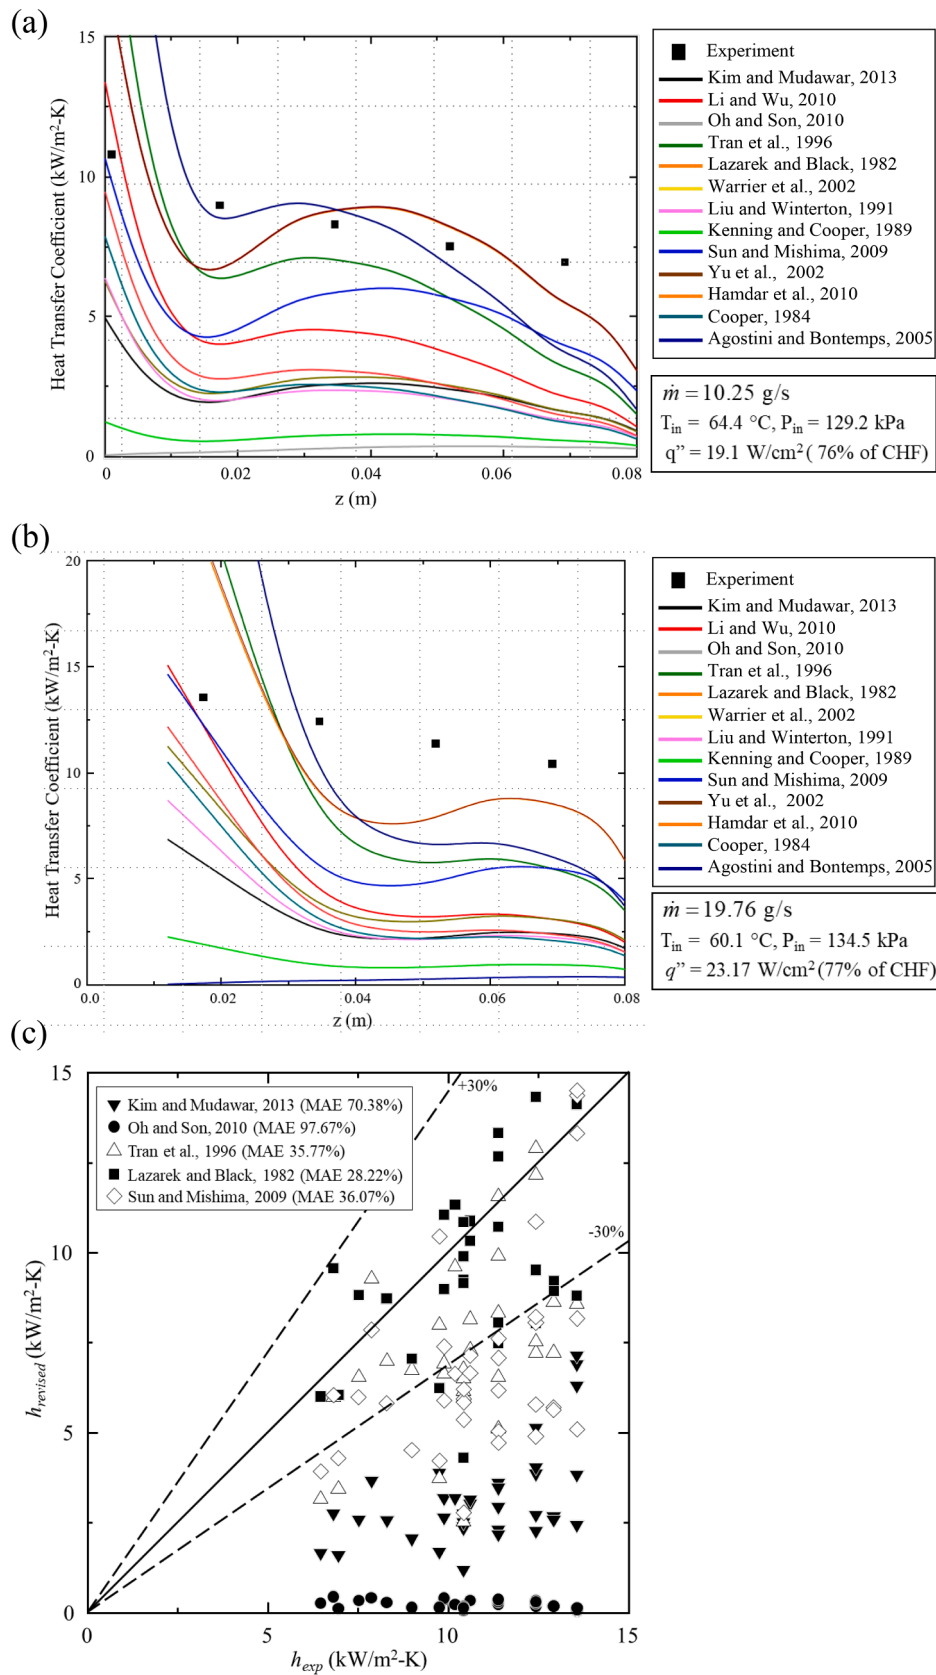 (a)
15
10
5
0
0
0.02
0.04
0.06
0.08
Heat Transfer Coefficient (kW/m²-K)
z (m)
Experiment
Kim and Mudawar, 2013
Li and Wu, 2010
Oh and Son, 2010
Tran et al., 1996
Lazarek and Black, 1982
Warrier et al., 2002
Liu and Winterton, 1991
Kenning and Cooper, 1989
Sun and Mishima, 2009
Yu et al., 2002
Hamdar et al., 2010
Cooper, 1984
Agostini and Bontemps, 2005
ṁ = 10.25 g/s
T_in = 64.4 °C, P_in = 129.2 kPa
q” = 19.1 W/cm² ( 76% of CHF)
(b)
20
15
10
5
0
0.0
0.02
0.04
0.06
0.08
Heat Transfer Coefficient (kW/m²-K)
z (m)
Experiment
Kim and Mudawar, 2013
Li and Wu, 2010
Oh and Son, 2010
Tran et al., 1996
Lazarek and Black, 1982
Warrier et al., 2002
Liu and Winterton, 1991
Kenning and Cooper, 1989
Sun and Mishima, 2009
Yu et al., 2002
Hamdar et al., 2010
Cooper, 1984
Agostini and Bontemps, 2005
ṁ = 19.76 g/s
T_in = 60.1 °C, P_in = 134.5 kPa
q” = 23.17 W/cm² (77% of CHF)
(c)
15
10
5
0
0
5
10
15
h_revised (kW/m²-K)
h_exp (kW/m²-K)
+30%
-30%
Kim and Mudawar, 2013 (MAE 70.38%)
Oh and Son, 2010 (MAE 97.67%)
Tran et al., 1996 (MAE 35.77%)
Lazarek and Black, 1982 (MAE 28.22%)
Sun and Mishima, 2009 (MAE 36.07%)